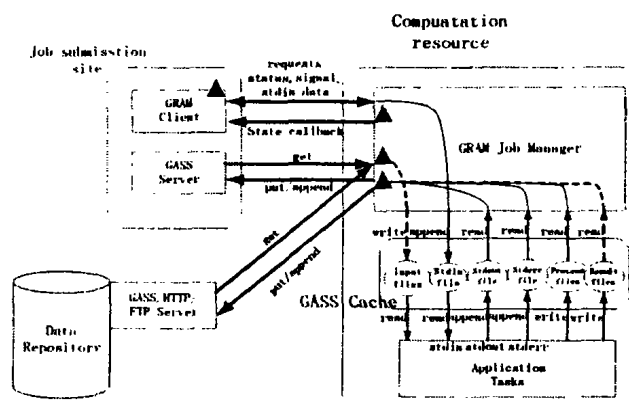 Compuatation
resource
Job submisstion
site
requests
status, signal,
stdin data
GRAM
Client
State callback
GRAM Job Manager
GASS
Server
get
put/append
get
put/append
write append read read read read
Input
files
Stdin
file
Stdout
file
Stderr
file
files
Result
files
GASS Cache
GASS, HTTP,
FTP Server
Data
Repository
read read append append write write
stdin stdout stderr
Application
Tasks